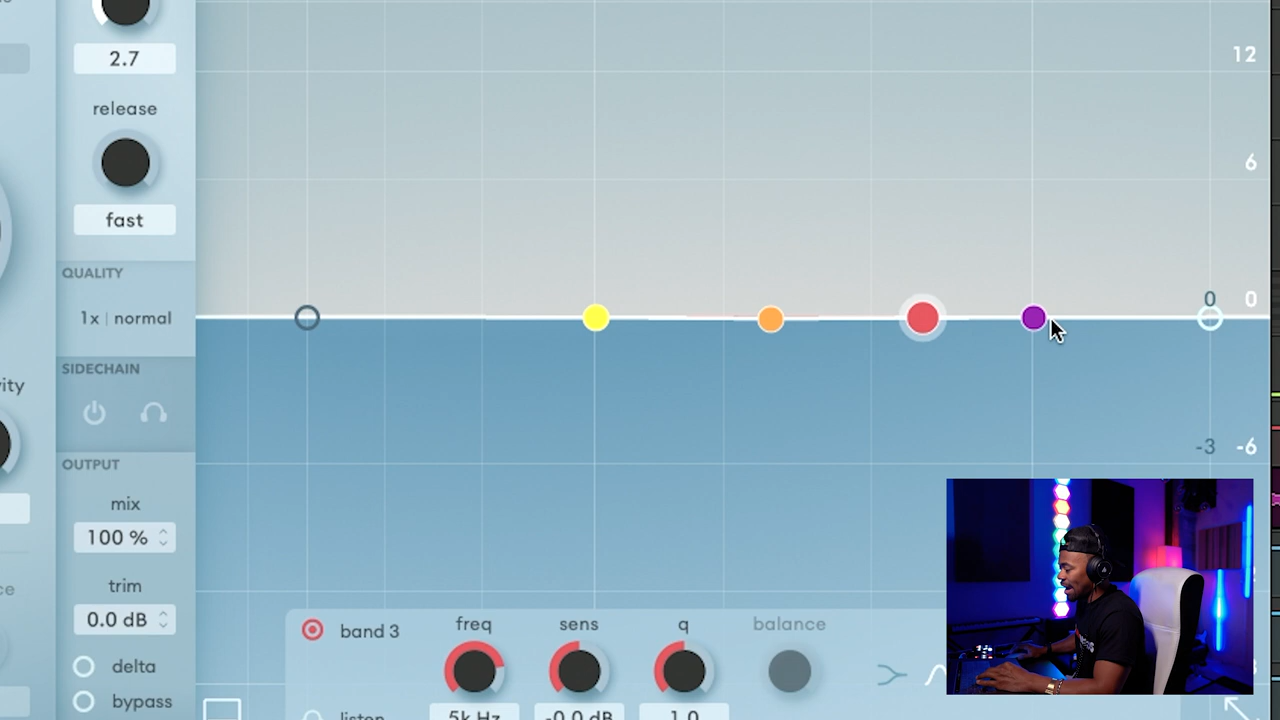 2.7
release
fast
QUALITY
1x | normal
SIDECHAIN
OUTPUT
mix
100 %
trim
0.0 dB
delta
bypass
12
6
0 0
-3 -6
band 3
freq
sens
q
balance
listen
5k Hz
-0.0 dB
1.0